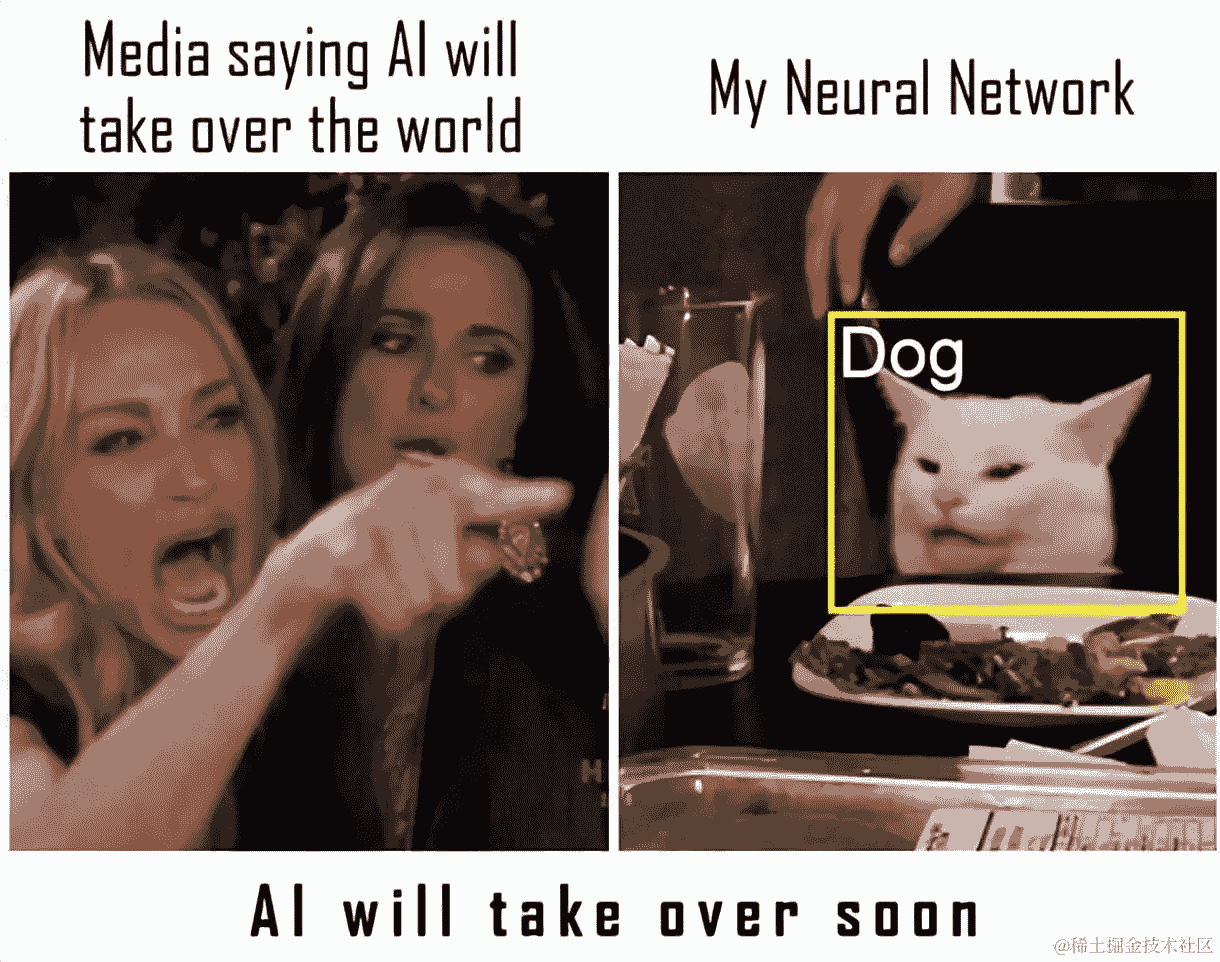 Media saying AI will
take over the world
My Neural Network
Dog
AI will take over soon
@稀土掘金技术社区